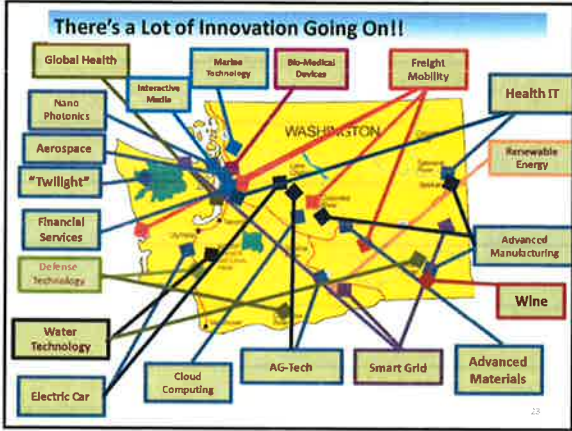 There's a Lot of Innovation Going On!!
Global Health
Marine
Technology
Bio-Medical
Devices
Freight
Mobility
Interactive
Media
Health IT
Nano
Photonics
WASHINGTON
Renewable
Energy
Aerospace
"Twilight"
Financial
Services
Advanced
Manufacturing
Defense
Technology
Wine
Water
Technology
Cloud
Computing
AG-Tech
Smart Grid
Advanced
Materials
Electric Car
23